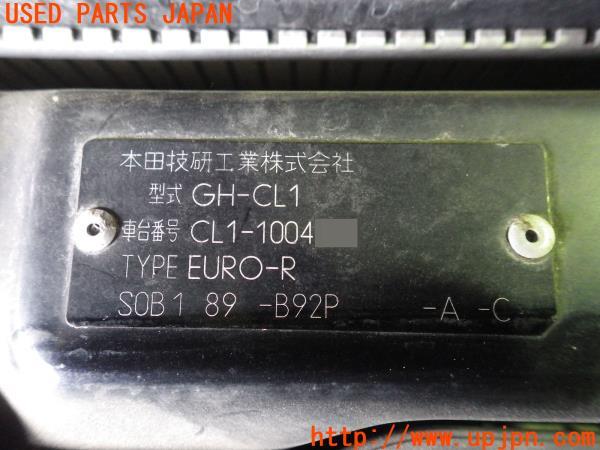 USED PARTS JAPAN
本田技研工業株式会社
型式 GH-CL1
車台番号 CL1-1004
TYPE EURO-R
SOB1 89 -B92P -A -C
http://www.upjpn.com/